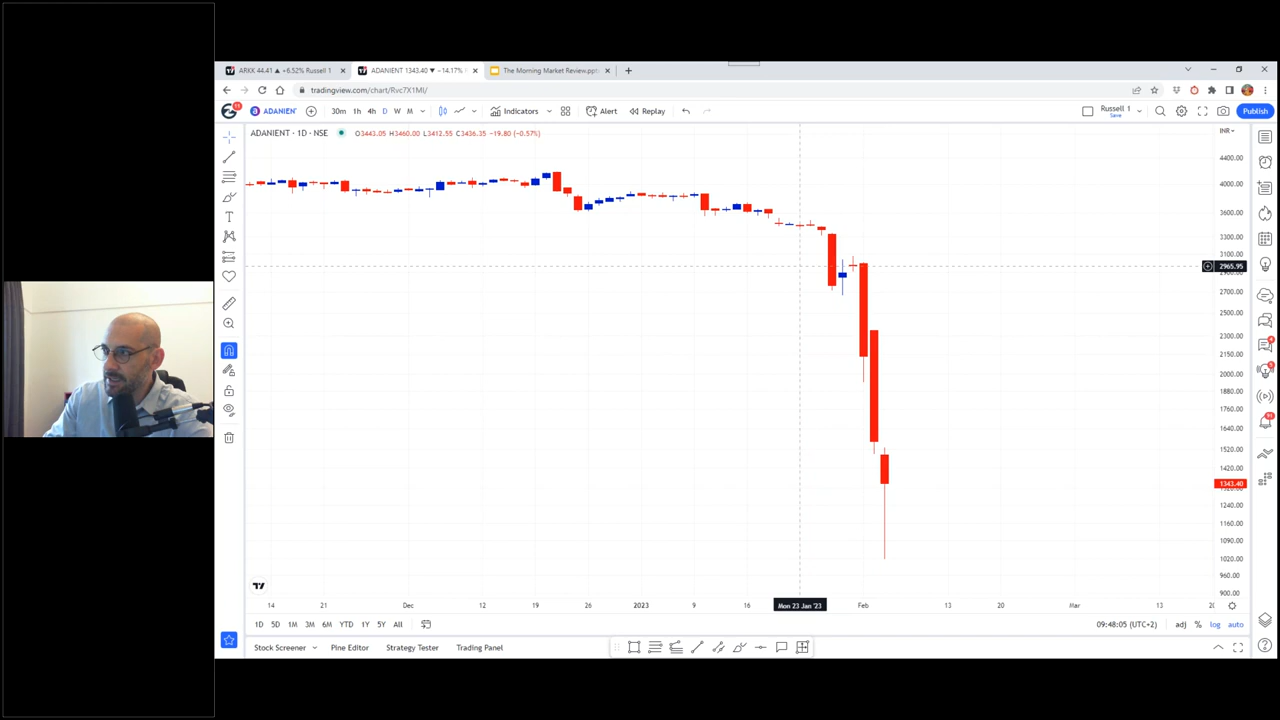 ARKK 44.41 ▲ +6.52% Russell 1
ADANIENT 1343.40 ▼ −14.17%
The Morning Market Review.pptx
tradingview.com/chart/Rvc7X1MI/
ADANIEN
30m 1h 4h D W M
Indicators
Alert
Replay
Russell 1
Save
Publish
ADANIENT · 1D · NSE
O3443.05 H3460.00 L3412.55 C3436.35 −19.80 (−0.57%)
INR
4400.00
4000.00
3600.00
3300.00
3100.00
2965.95
2700.00
2500.00
2300.00
2150.00
2000.00
1880.00
1760.00
1640.00
1520.00
1420.00
1343.40
1240.00
1160.00
1090.00
1020.00
960.00
900.00
14 21 Dec 12 19 26 2023 9 16 Mon 23 Jan '23 Feb 13 20 Mar 13
1D 5D 1M 3M 6M YTD 1Y 5Y All
09:48:05 (UTC+2) adj % log auto
Stock Screener Pine Editor Strategy Tester Trading Panel